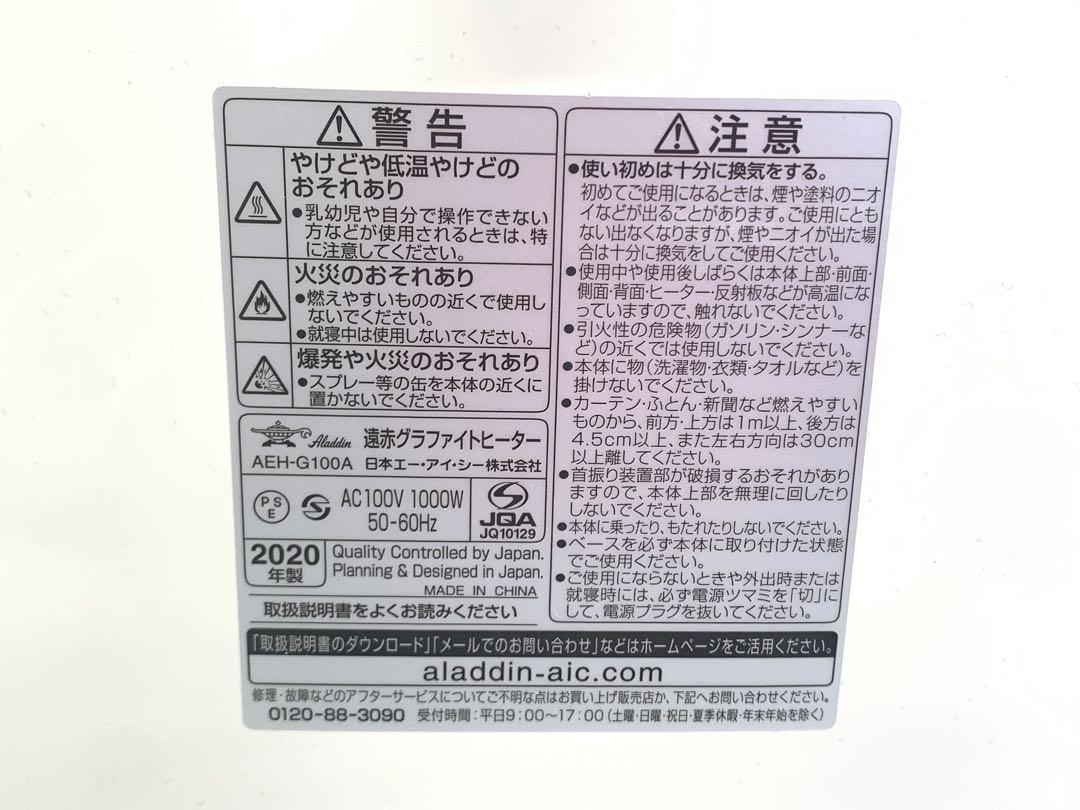 警告
やけどや低温やけどの
おそれあり
●乳幼児や自分で操作できない
方などが使用されるときは、特
に注意してください。
火災のおそれあり
●燃えやすいものの近くで使用し
ないでください。
●就寝中は使用しないでください。
爆発や火災のおそれあり
●スプレー等の缶を本体の近くに
置かないでください。
Aladdin 遠赤グラファイトヒーター
AEH-G100A 日本エー・アイ・シー株式会社
PSE S AC100V 1000W
50-60Hz
JQA
JQ10129
2020
年製
Quality Controlled by Japan.
Planning & Designed in Japan.
MADE IN CHINA
取扱説明書をよくお読みください
注意
●使い初めは十分に換気をする。
初めてご使用になるときは、煙や塗料のニオ
イなどが出ることがあります。ご使用にとも
ない出なくなりますが、煙やニオイが出た場
合は十分に換気をしてご使用ください。
●使用中や使用後しばらくは本体上部・前面・
側面・背面・ヒーター・反射板などが高温にな
っていますので、触れないでください。
●引火性の危険物(ガソリン・シンナーな
ど)の近くでは使用しないでください。
●本体に物(洗濯物・衣類・タオルなど)を
掛けないでください。
●カーテン・ふとん・新聞など燃えやすい
ものから、前方・上方は1m以上、後方は
4.5cm以上、また左右方向は30cm
以上離してください。
●首振り装置部が破損するおそれがあり
ますので、本体上部を無理に回したり
しないでください。
●本体に乗ったり、もたれたりしないでください。
●ベースを必ず本体に取り付けた状態
でご使用ください。
●ご使用にならないときや外出時または
就寝時には、必ず電源ツマミを「切」に
して、電源プラグを抜いてください。
「取扱説明書のダウンロード」「メールでのお問い合わせ」などはホームページをご活用ください。
aladdin-aic.com
修理・故障などのアフターサービスについてご不明な点はお買い上げ販売店か、下記へお問い合わせください。
0120-88-3090 受付時間:平日9:00〜17:00(土曜・日曜・祝日・夏季休暇・年末年始を除く)